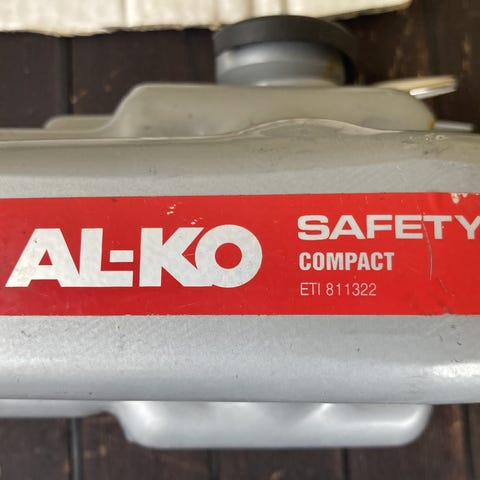 AL-KO
SAFETY
COMPACT
ETI 811322